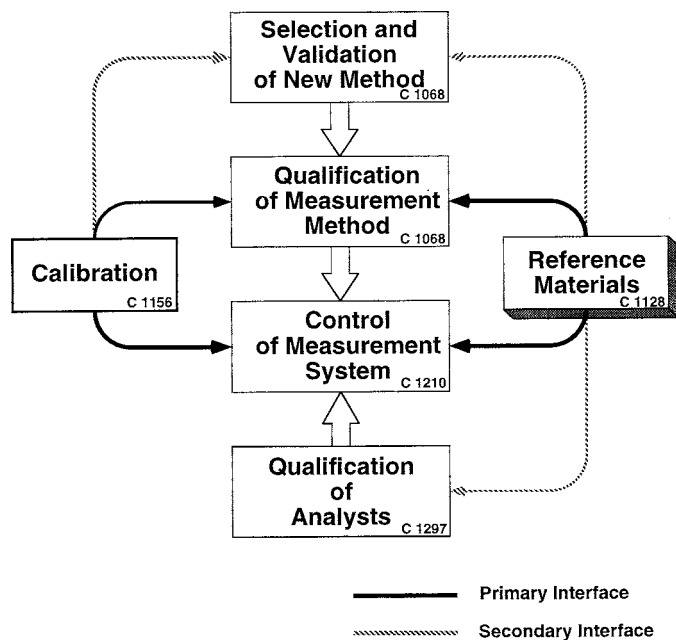 Selection and
Validation
of New Method
C 1068
Qualification
of Measurement
Method
C 1068
Calibration
C 1156
Reference
Materials
C 1128
Control
of Measurement
System
C 1210
Qualification
of
Analysts
C 1297
Primary Interface
Secondary Interface